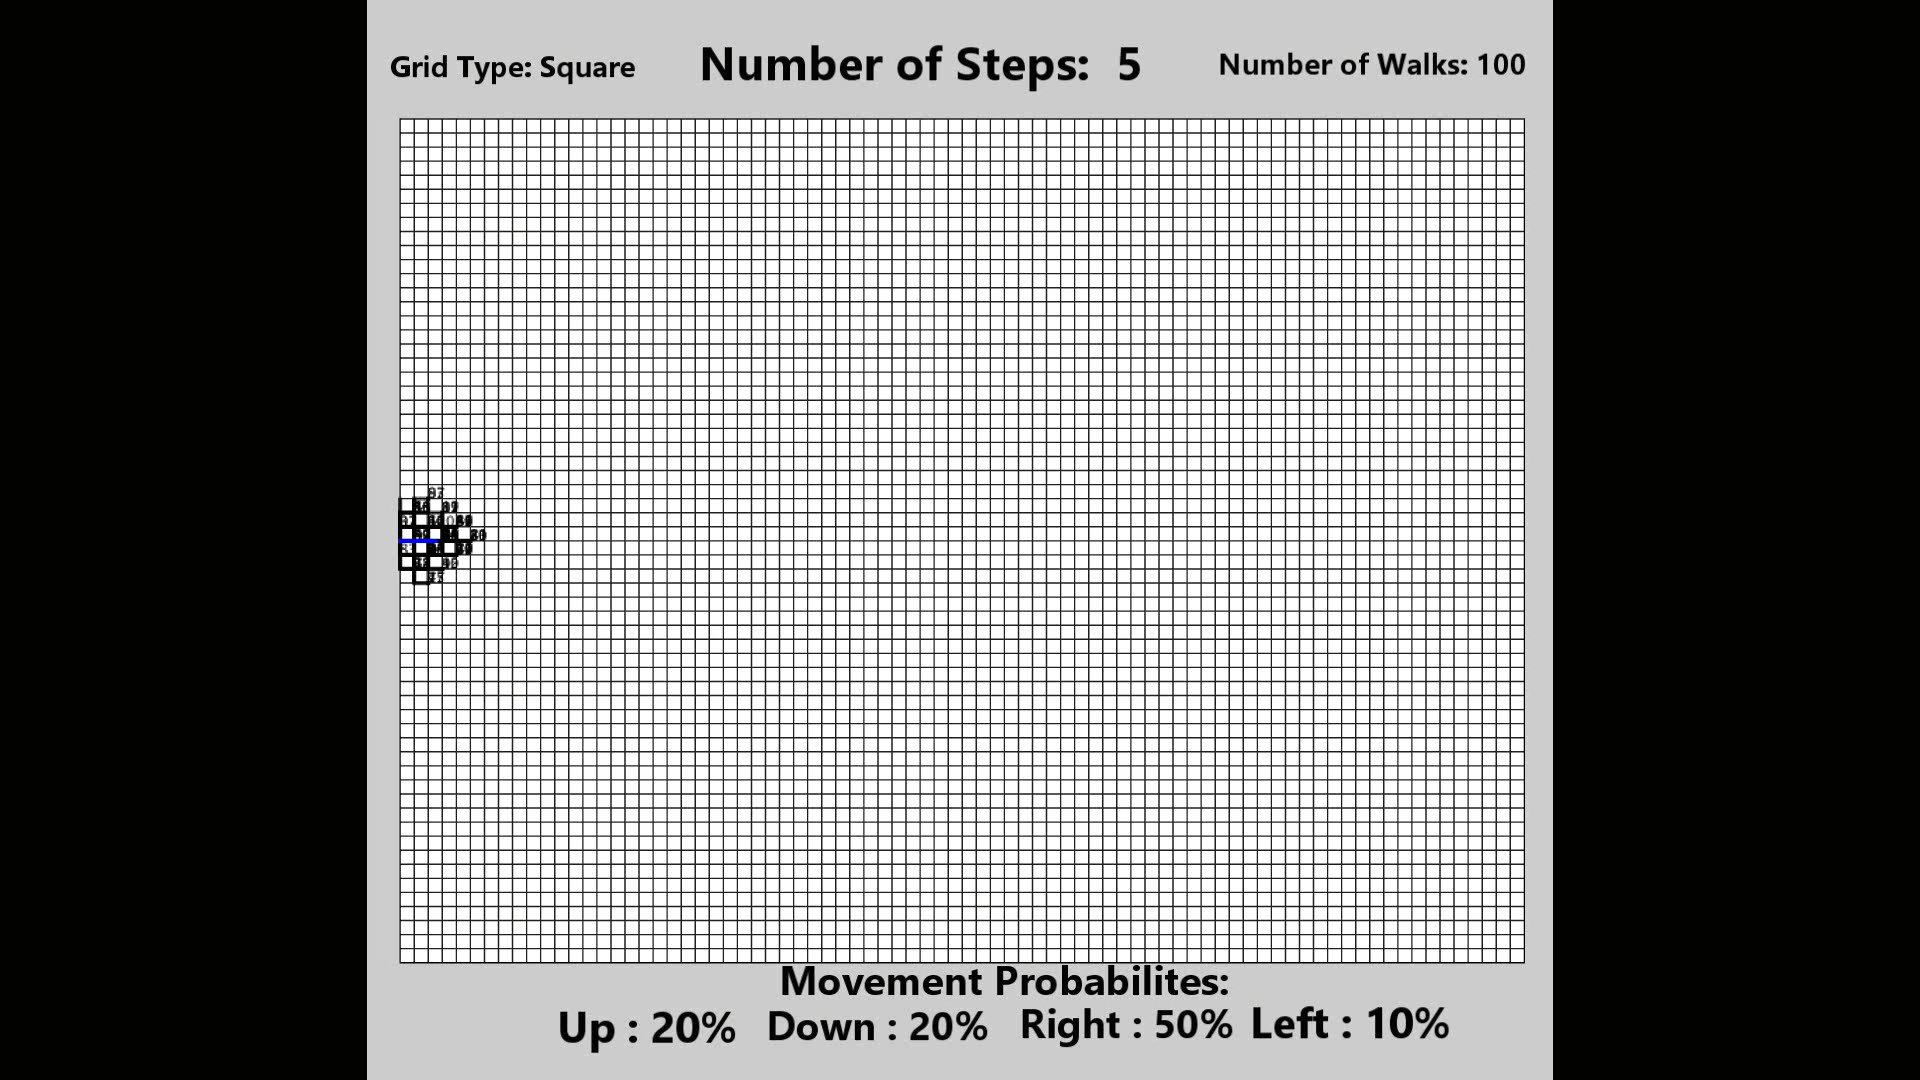 Grid Type: Square Number of Steps: 5 Number of Walks: 100
Movement Probabilites:
Up : 20% Down : 20% Right : 50% Left : 10%